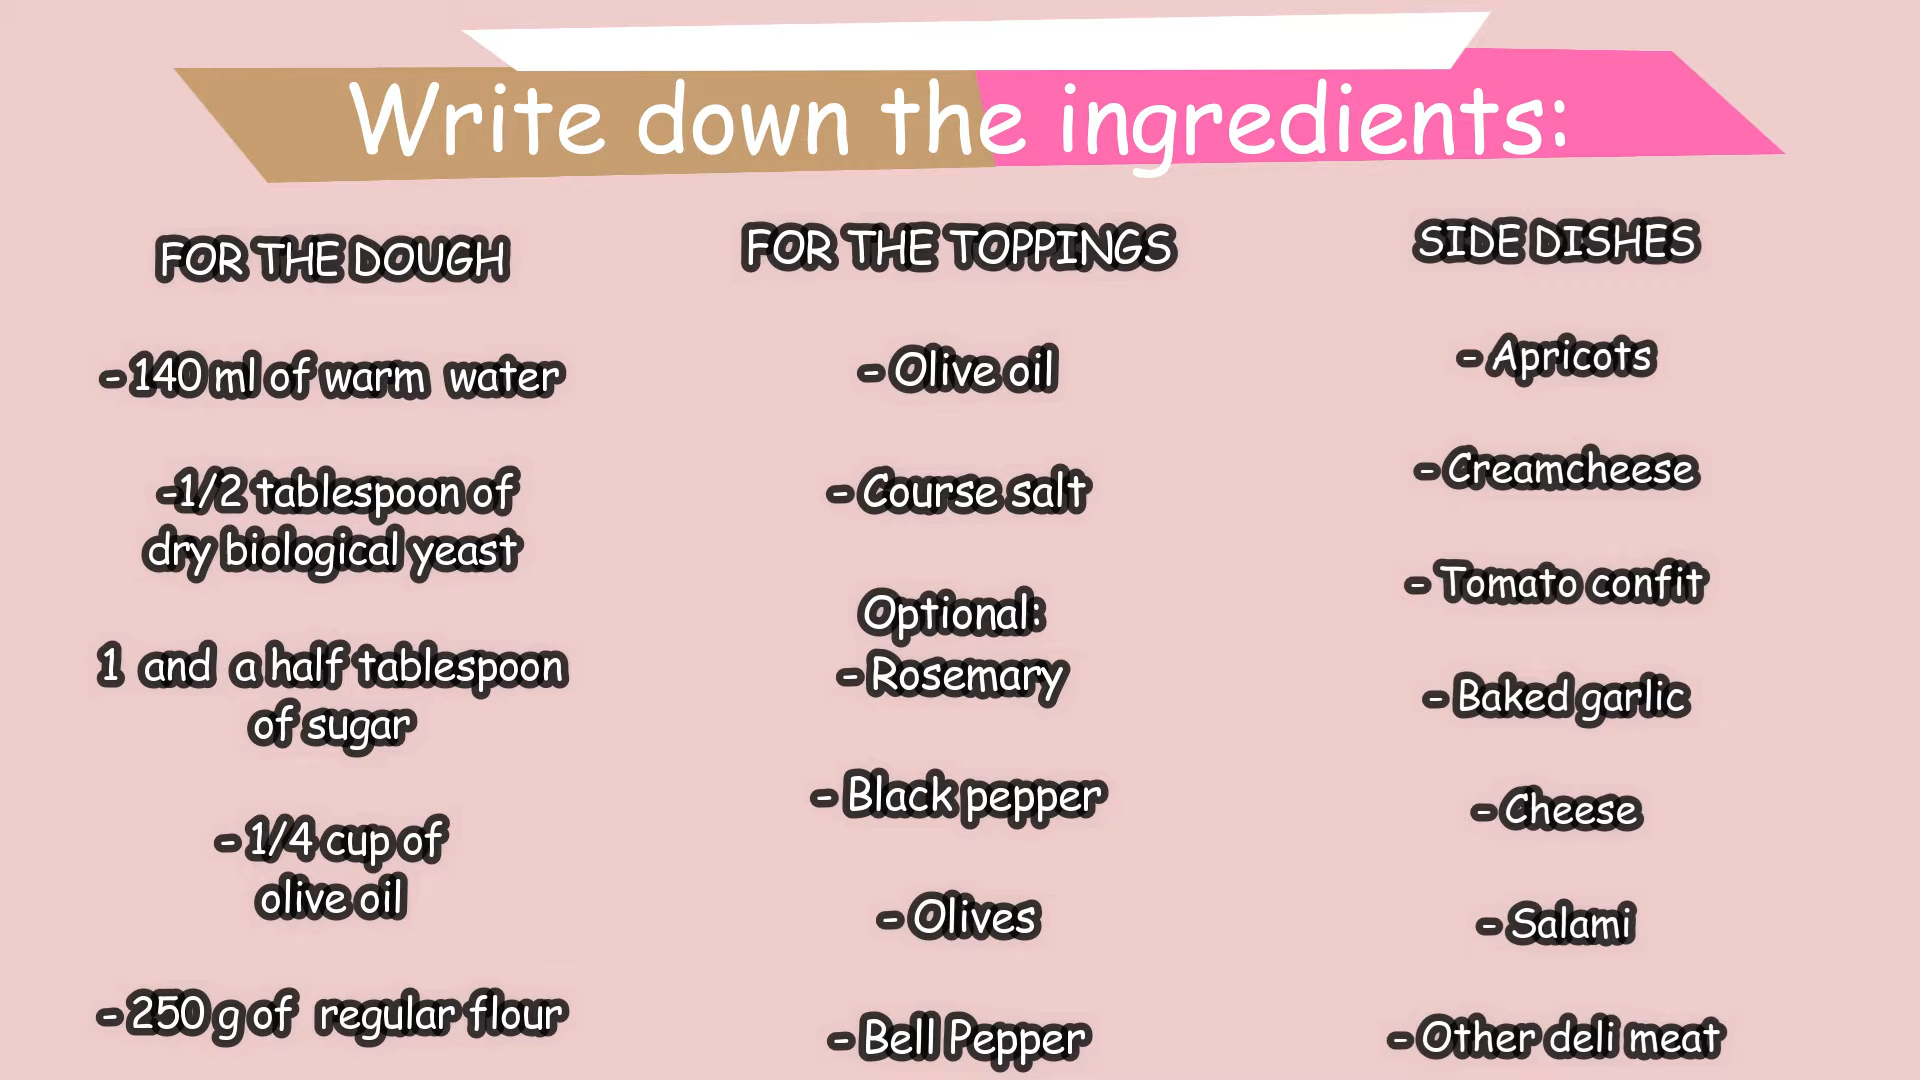 Write down the ingredients:
FOR THE DOUGH
- 140 ml of warm water
-1/2 tablespoon of
dry biological yeast
1 and a half tablespoon
of sugar
- 1/4 cup of
olive oil
- 250 g of regular flour
FOR THE TOPPINGS
- Olive oil
- Course salt
Optional:
- Rosemary
- Black pepper
- Olives
- Bell Pepper
SIDE DISHES
- Apricots
- Creamcheese
- Tomato confit
- Baked garlic
- Cheese
- Salami
- Other deli meat